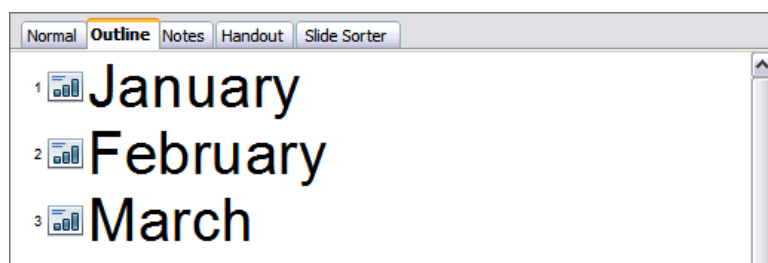 Normal Outline Notes Handout Slide Sorter
1 January
2 February
3 March